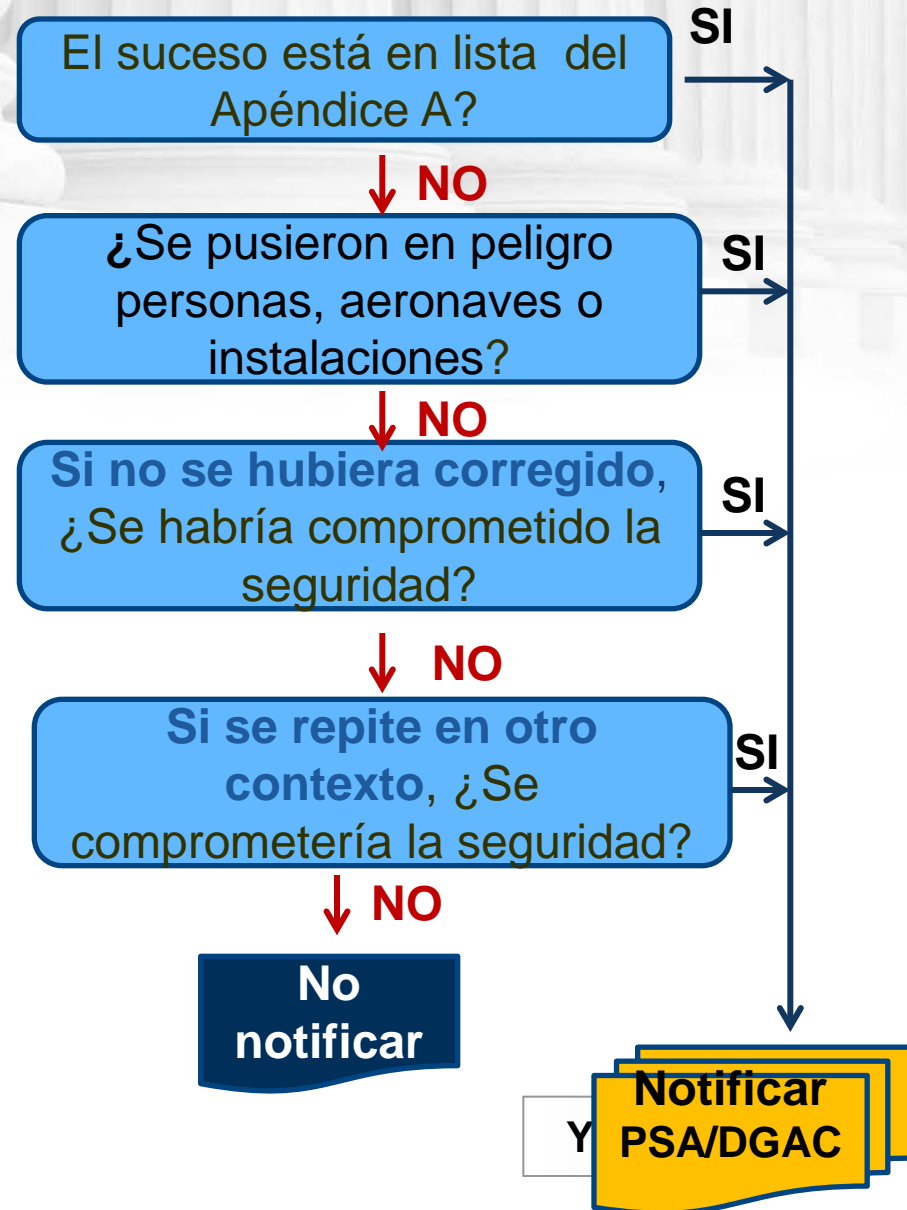 El suceso está en lista del
Apéndice A?
SI
NO
¿Se pusieron en peligro
personas, aeronaves o
instalaciones?
SI
NO
Si no se hubiera corregido,
¿Se habría comprometido la
seguridad?
SI
NO
Si se repite en otro
contexto, ¿Se
comprometería la seguridad?
SI
NO
No
notificar
Notificar
Y
PSA/DGAC